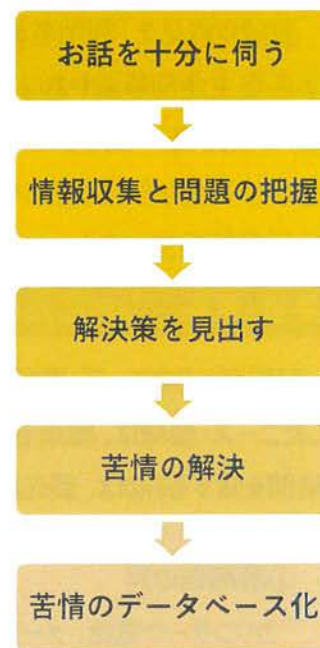 お話を十分に伺う
情報収集と問題の把握
解決策を見出す
苦情の解決
苦情のデータベース化